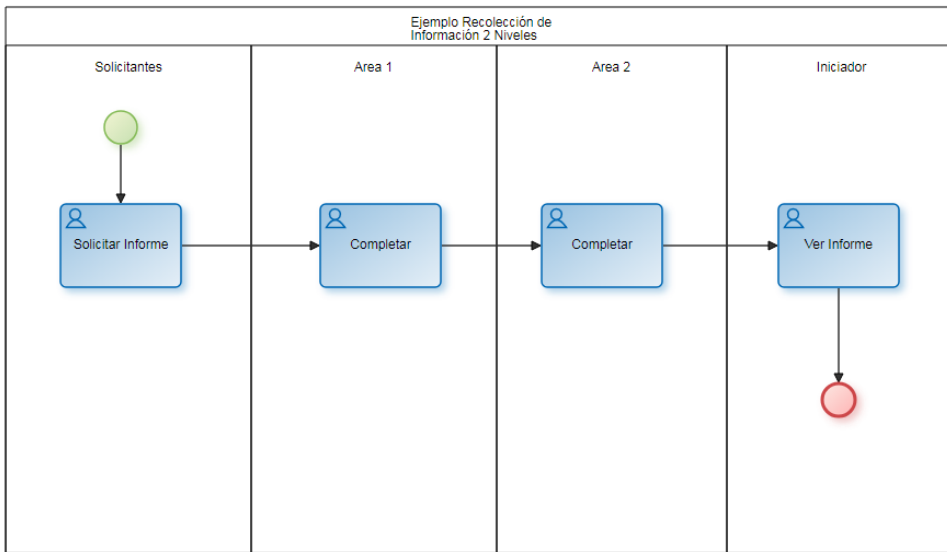 Ejemplo Recolección de
Información 2 Niveles
Solicitantes
Area 1
Area 2
Iniciador
Solicitar Informe
Completar
Completar
Ver Informe